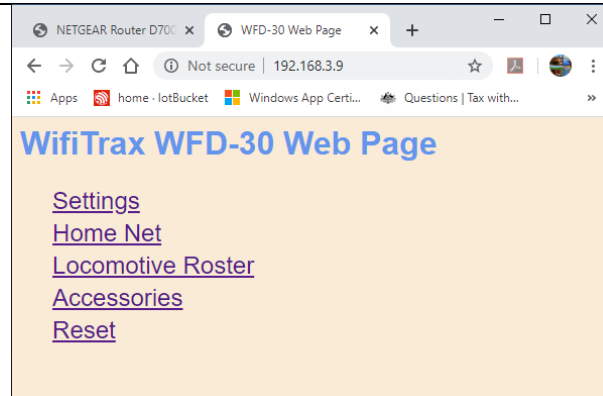 NETGEAR Router D700
WFD-30 Web Page
Not secure | 192.168.3.9
Apps
home - IotBucket
Windows App Certi...
Questions | Tax with...
»
WifiTrax WFD-30 Web Page
Settings
Home Net
Locomotive Roster
Accessories
Reset